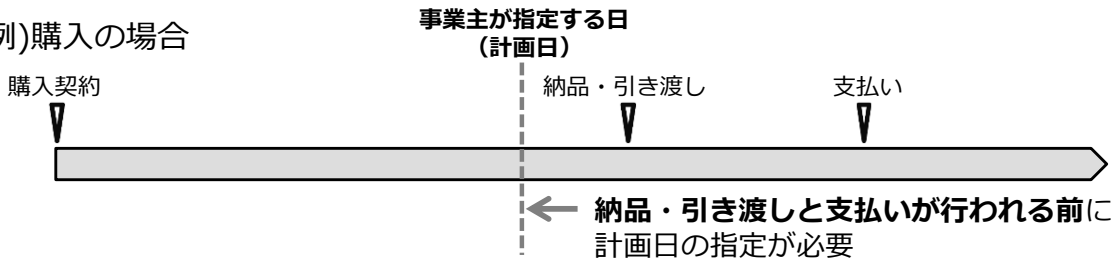 例)購入の場合
事業主が指定する日
（計画日）
購入契約
納品・引き渡し
支払い
納品・引き渡しと支払いが行われる前に
計画日の指定が必要